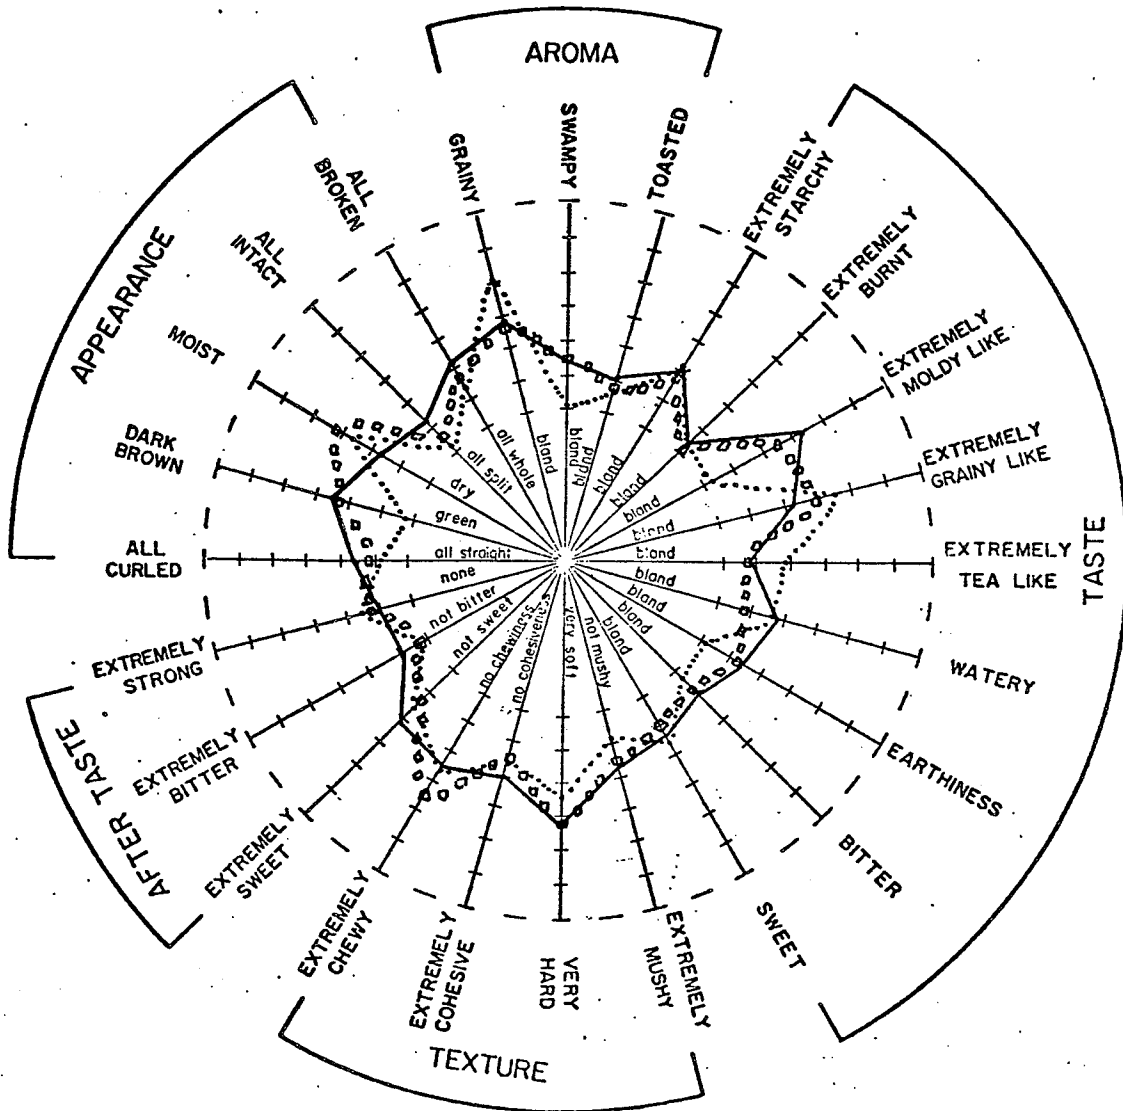 AROMA
SWAMPY
TOASTED
EXTREMELY
STARCHY
EXTREMELY
BURNT
EXTREMELY
MOLDY LIKE
EXTREMELY
GRAINY LIKE
EXTREMELY
TEA LIKE
TASTE
WATERY
EARTHINESS
BITTER
SWEET
EXTREMELY
MUSHY
VERY
HARD
EXTREMELY
COHESIVE
EXTREMELY
CHEWY
TEXTURE
EXTREMELY
SWEET
EXTREMELY
BITTER
AFTER TASTE
EXTREMELY
STRONG
ALL
CURLED
DARK
BROWN
MOIST
ALL
INTACT
ALL
BROKEN
APPEARANCE
GRAINY
bland
bland
bland
bland
bland
bland
bland
bland
bland
bland
bland
not mushy
very soft
no cohesiveness
no chewiness
not sweet
not bitter
none
all straight
green
dry
all split
all whole